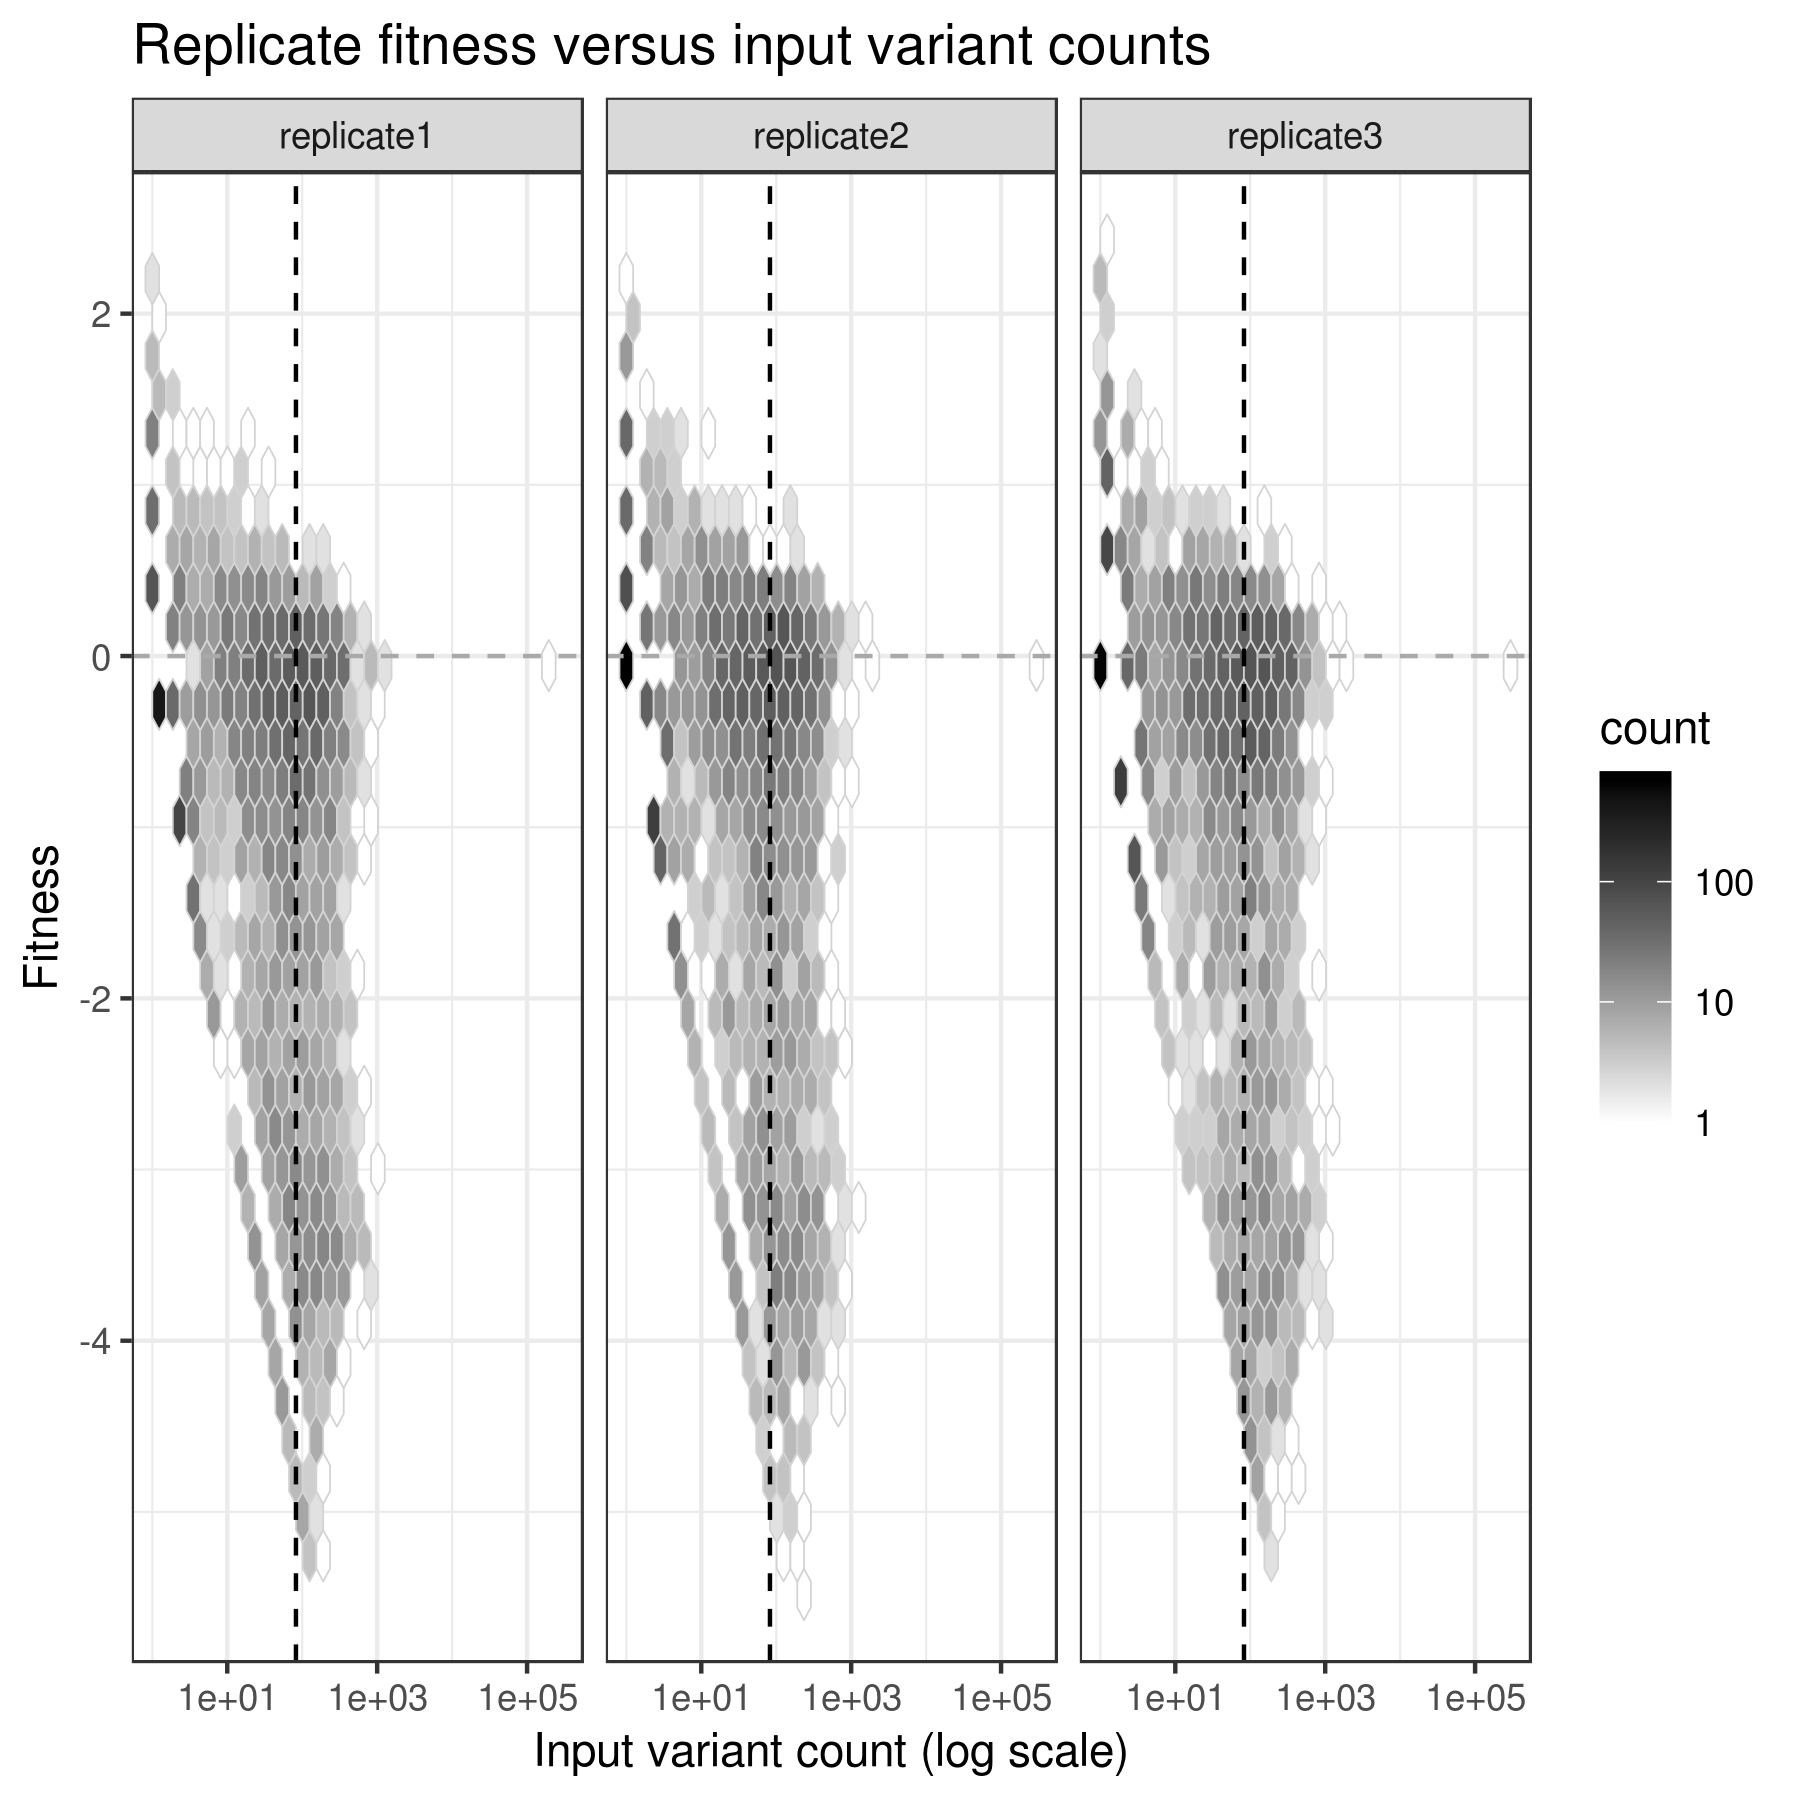 Replicate fitness versus input variant counts
replicate1 replicate2 replicate3
2
0
-2
-4
Fitness
1e+01 1e+03 1e+05 1e+01 1e+03 1e+05 1e+01 1e+03 1e+05
Input variant count (log scale)
count
100
10
1